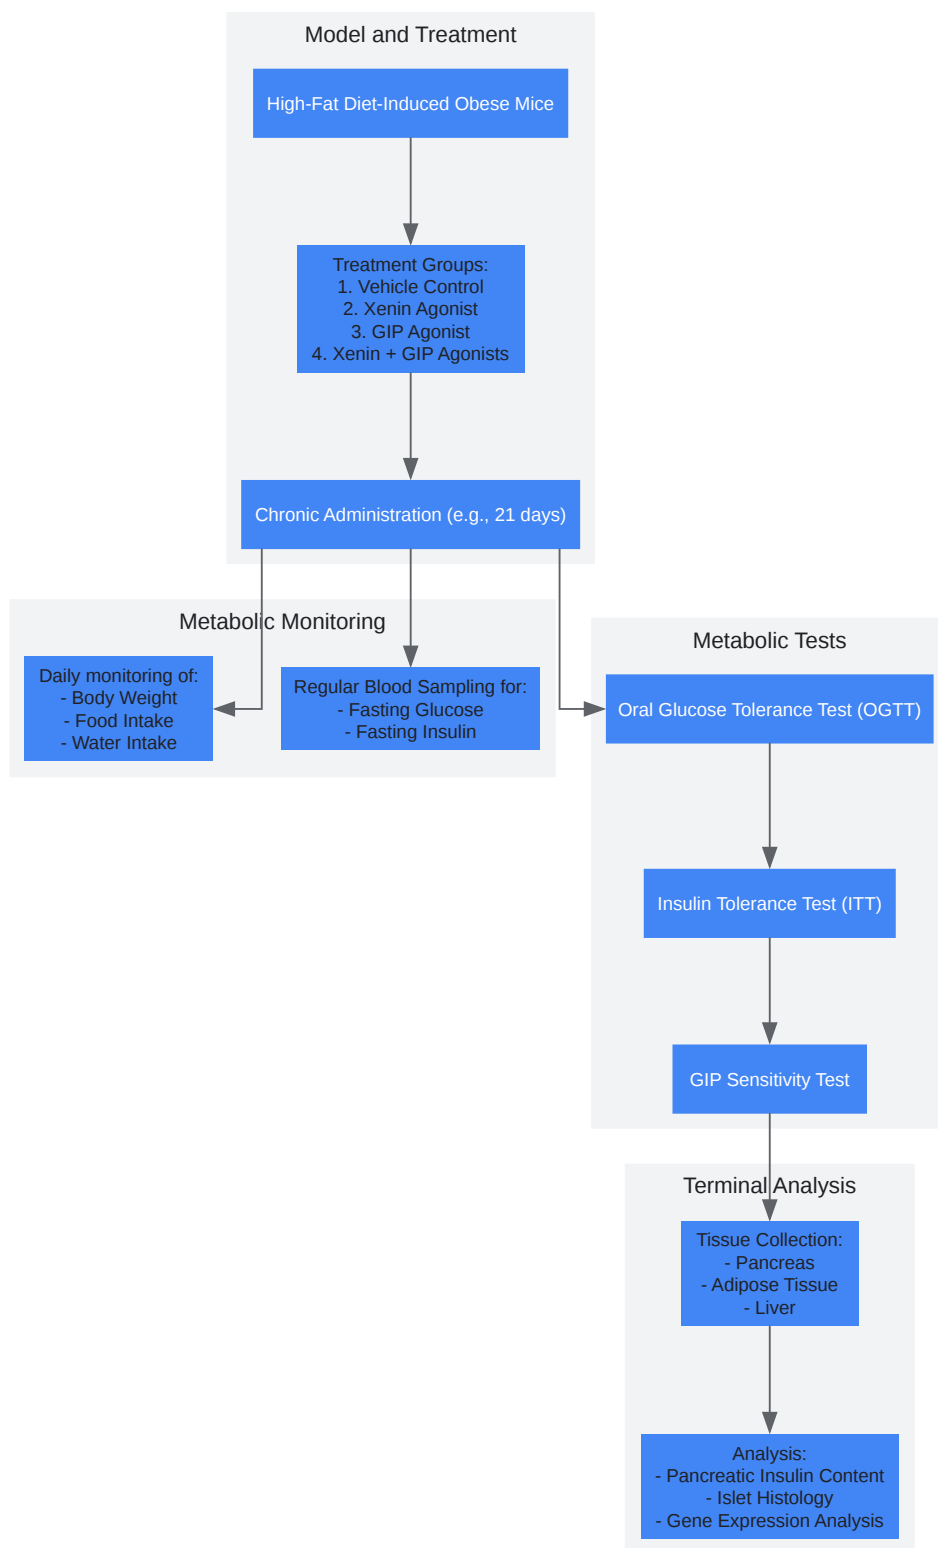 Model and Treatment
High-Fat Diet-Induced Obese Mice
Treatment Groups:
1. Vehicle Control
2. Xenin Agonist
3. GIP Agonist
4. Xenin + GIP Agonists
Chronic Administration (e.g., 21 days)
Metabolic Monitoring
Daily monitoring of:
- Body Weight
- Food Intake
- Water Intake
Regular Blood Sampling for:
- Fasting Glucose
- Fasting Insulin
Metabolic Tests
Oral Glucose Tolerance Test (OGTT)
Insulin Tolerance Test (ITT)
GIP Sensitivity Test
Terminal Analysis
Tissue Collection:
- Pancreas
- Adipose Tissue
- Liver
Analysis:
- Pancreatic Insulin Content
- Islet Histology
- Gene Expression Analysis